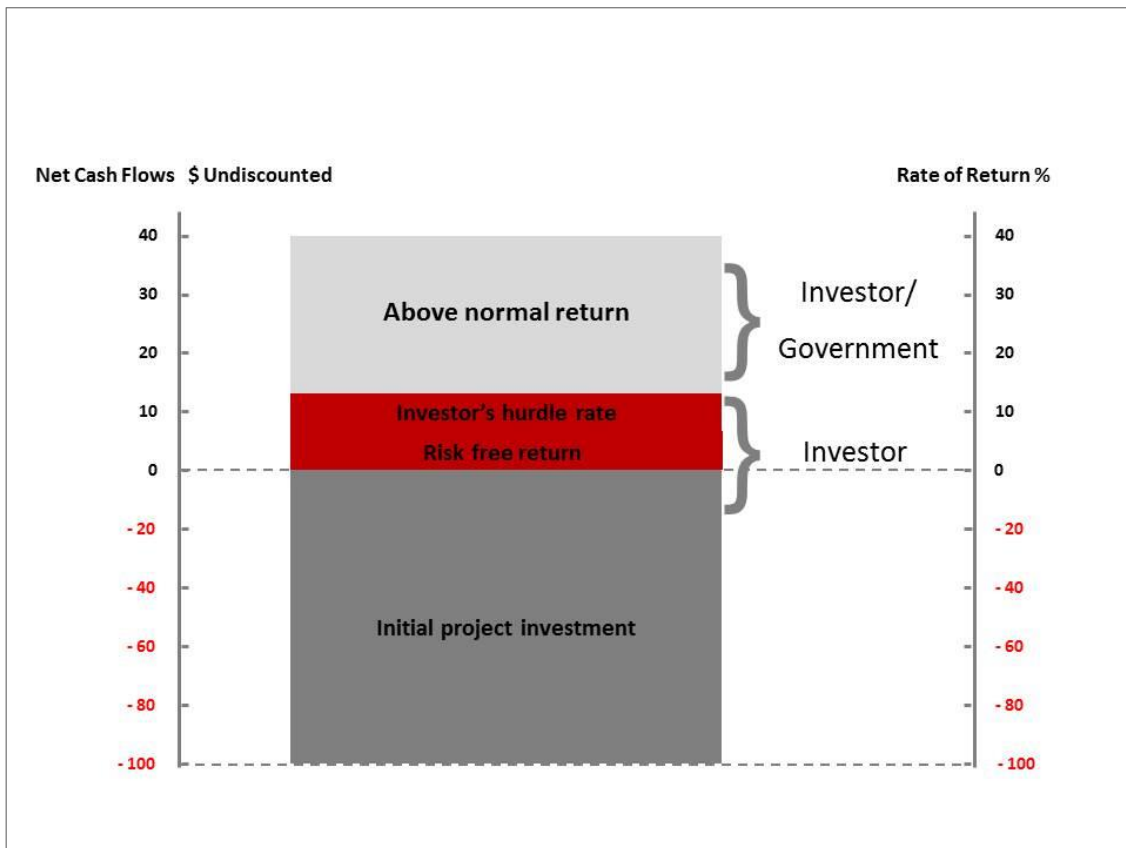 Net Cash Flows $ Undiscounted
Rate of Return %
40
40
30
30
20
20
10
10
0
0
- 20
- 20
- 40
- 40
- 60
- 60
- 80
- 80
- 100
- 100
Above normal return
Investor's hurdle rate
Risk free return
Initial project investment
Investor/
Government
Investor